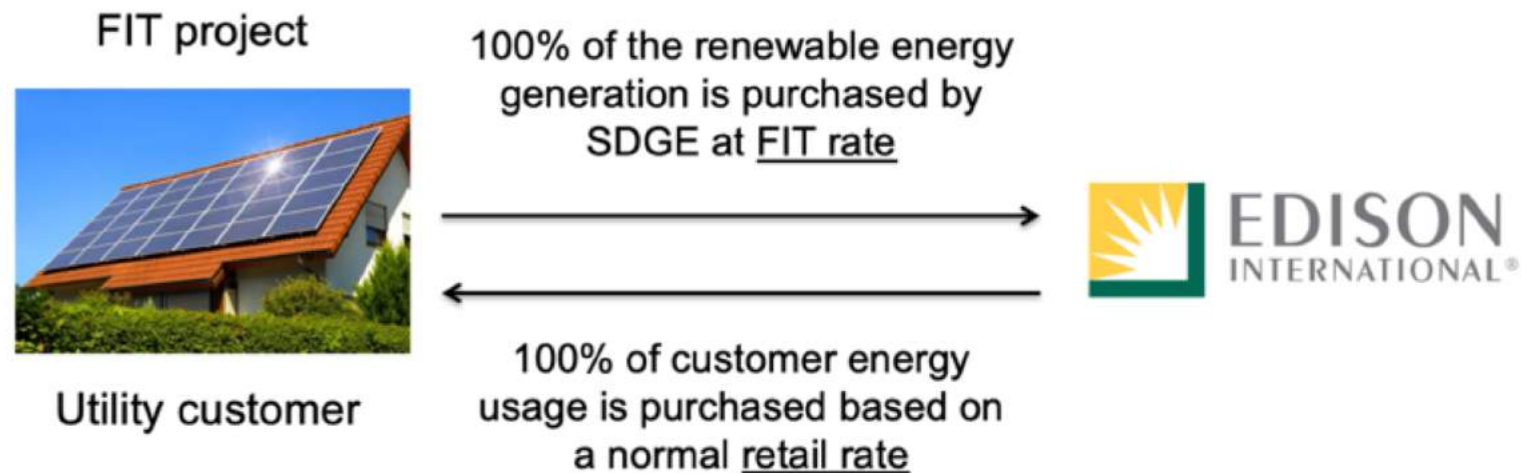 FIT project
100% of the renewable energy
generation is purchased by
SDGE at FIT rate
EDISON
INTERNATIONAL®
Utility customer
100% of customer energy
usage is purchased based on
a normal retail rate